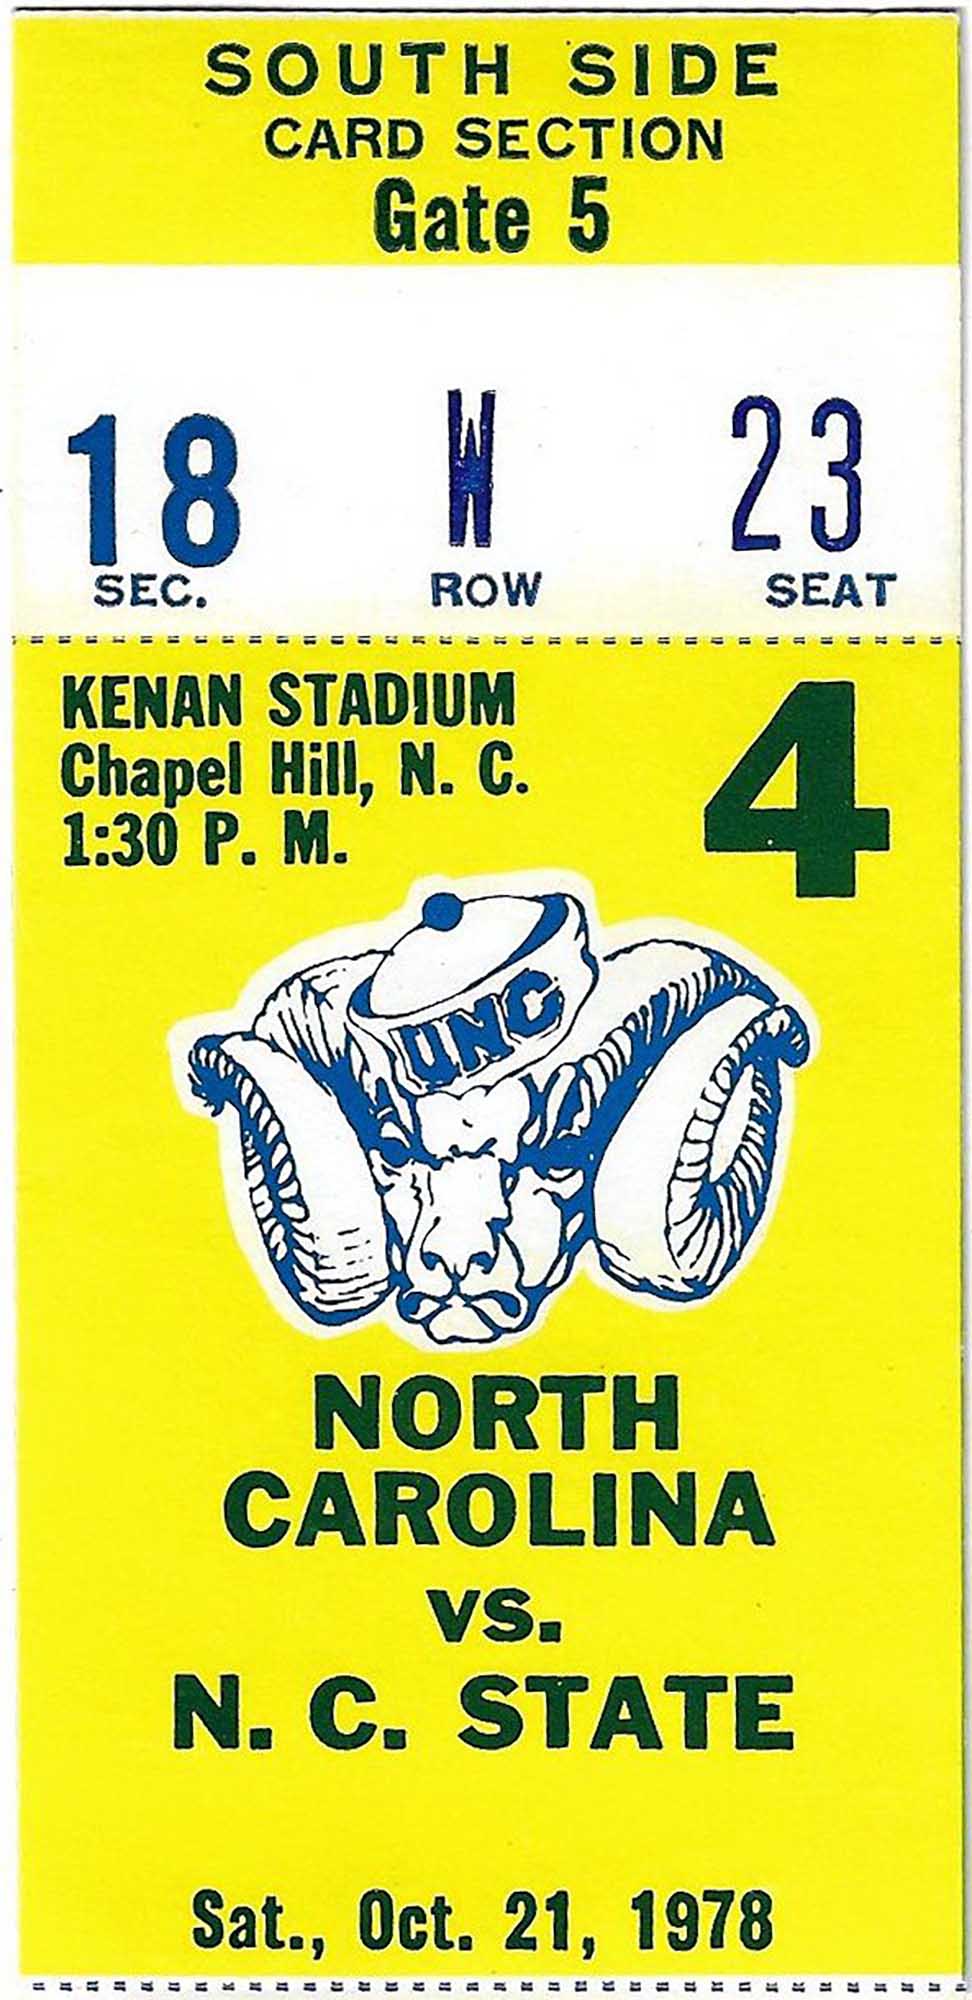 SOUTH SIDE
CARD SECTION
Gate 5
18 W 23
SEC. ROW SEAT
KENAN STADIUM
4
Chapel Hill, N. C.
1:30 P. M.
UNC
NORTH
CAROLINA
VS.
N. C. STATE
Sat., Oct. 21, 1978